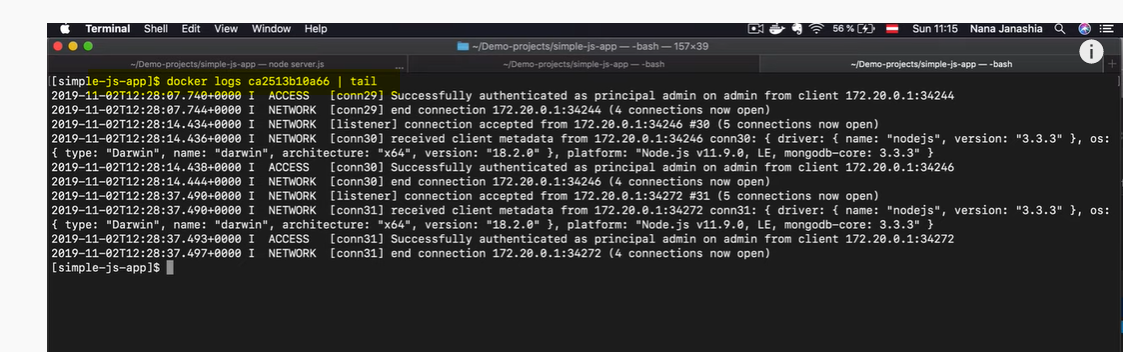 Terminal Shell Edit View Window Help 56 % Sun 11:15 Nana Janashia
~/Demo-projects/simple-js-app — -bash — 157×39
~/Demo-projects/simple-js-app — node server.js ... ~/Demo-projects/simple-js-app — -bash ~/Demo-projects/simple-js-app — -bash +
[[simple-js-app]$ docker logs ca2513b10a66 | tail
2019-11-02T12:28:07.740+0000 I ACCESS [conn29] Successfully authenticated as principal admin on admin from client 172.20.0.1:34244
2019-11-02T12:28:07.744+0000 I NETWORK [conn29] end connection 172.20.0.1:34244 (4 connections now open)
2019-11-02T12:28:14.434+0000 I NETWORK [listener] connection accepted from 172.20.0.1:34246 #30 (5 connections now open)
2019-11-02T12:28:14.436+0000 I NETWORK [conn30] received client metadata from 172.20.0.1:34246 conn30: { driver: { name: "nodejs", version: "3.3.3" }, os:
{ type: "Darwin", name: "darwin", architecture: "x64", version: "18.2.0" }, platform: "Node.js v11.9.0, LE, mongodb-core: 3.3.3" }
2019-11-02T12:28:14.438+0000 I ACCESS [conn30] Successfully authenticated as principal admin on admin from client 172.20.0.1:34246
2019-11-02T12:28:14.444+0000 I NETWORK [conn30] end connection 172.20.0.1:34246 (4 connections now open)
2019-11-02T12:28:37.490+0000 I NETWORK [listener] connection accepted from 172.20.0.1:34272 #31 (5 connections now open)
2019-11-02T12:28:37.491+0000 I NETWORK [conn31] received client metadata from 172.20.0.1:34272 conn31: { driver: { name: "nodejs", version: "3.3.3" }, os:
{ type: "Darwin", name: "darwin", architecture: "x64", version: "18.2.0" }, platform: "Node.js v11.9.0, LE, mongodb-core: 3.3.3" }
2019-11-02T12:28:37.493+0000 I ACCESS [conn31] Successfully authenticated as principal admin on admin from client 172.20.0.1:34272
2019-11-02T12:28:37.497+0000 I NETWORK [conn31] end connection 172.20.0.1:34272 (4 connections now open)
[simple-js-app]$